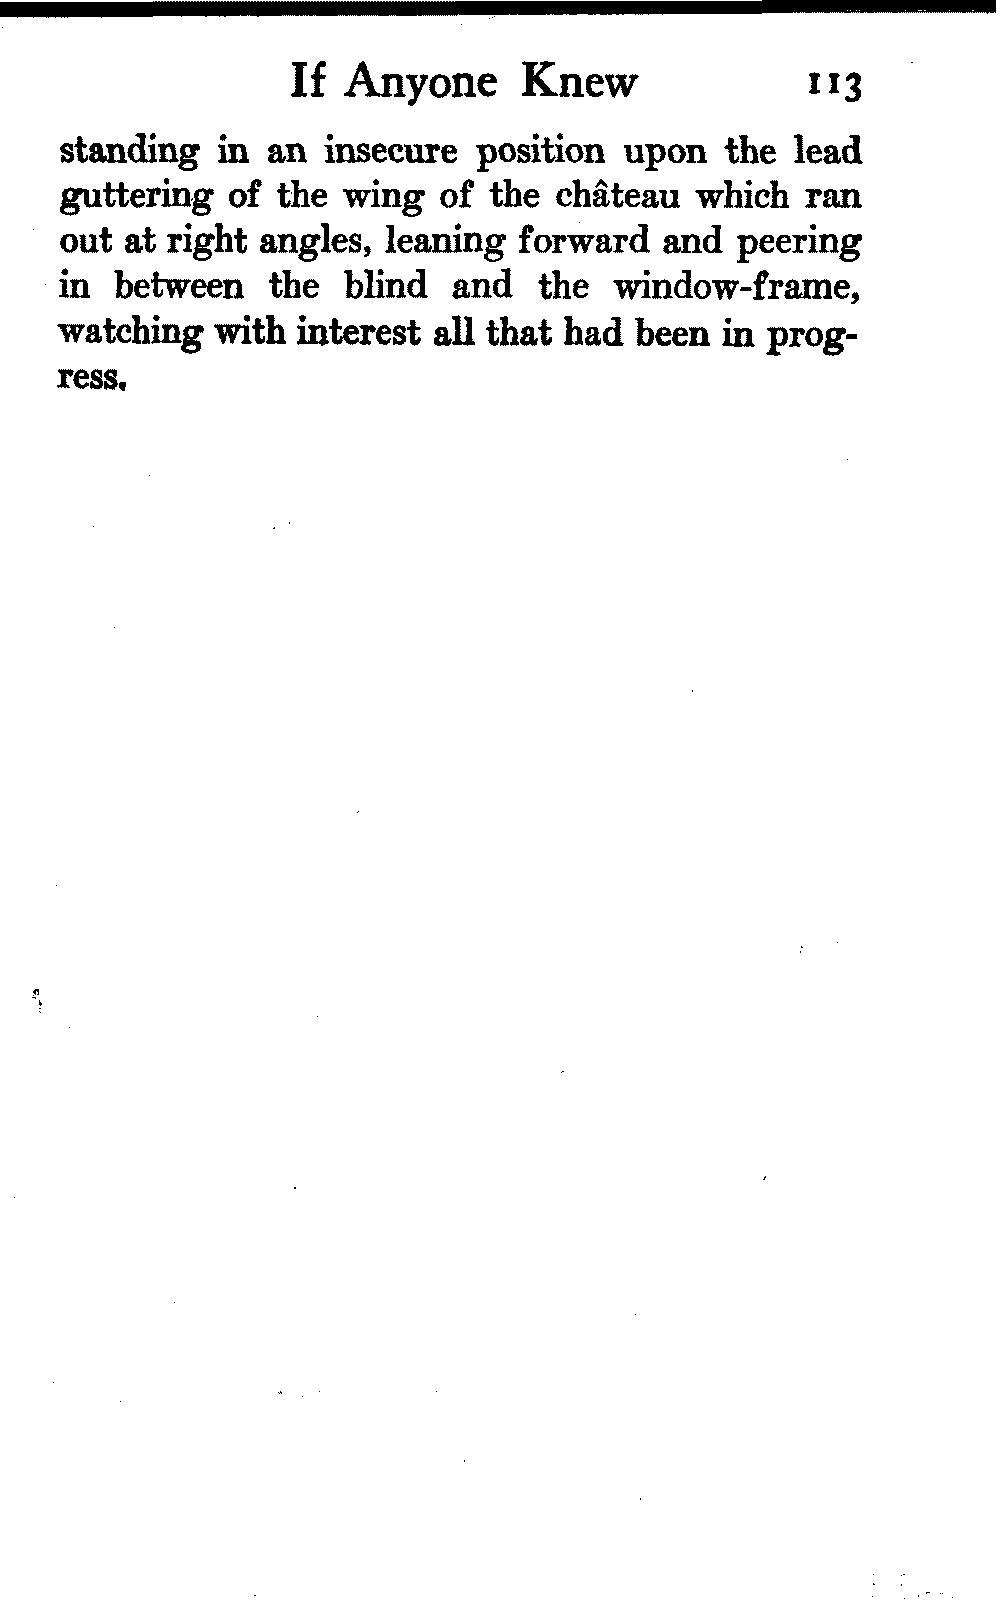 If Anyone Knew 113
standing in an insecure position upon the lead
guttering of the wing of the château which ran
out at right angles, leaning forward and peering
in between the blind and the window-frame,
watching with interest all that had been in prog-
ress.